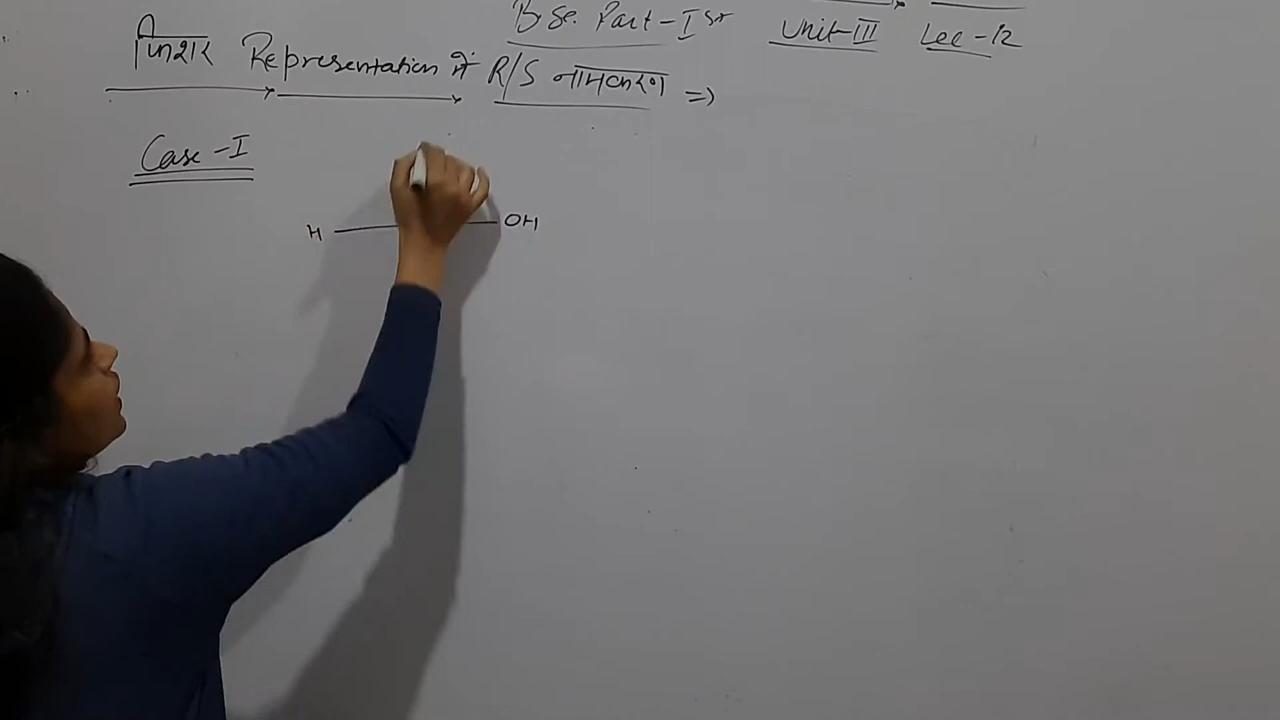 B.Sc. Part-Ist Unit-III Lec-12
फिशर Representation में R/S नामकरण ⇒
Case-I
H OH